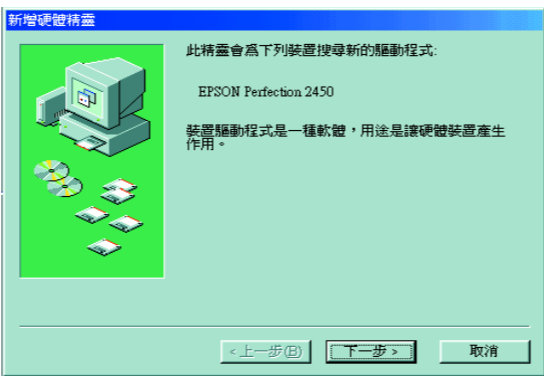 新增硬體精靈
此精靈會為下列裝置搜尋新的驅動程式:
EPSON Perfection 2450
裝置驅動程式是一種軟體，用途是讓硬體裝置產生
作用。
<上一步(B)
下一步>
取消